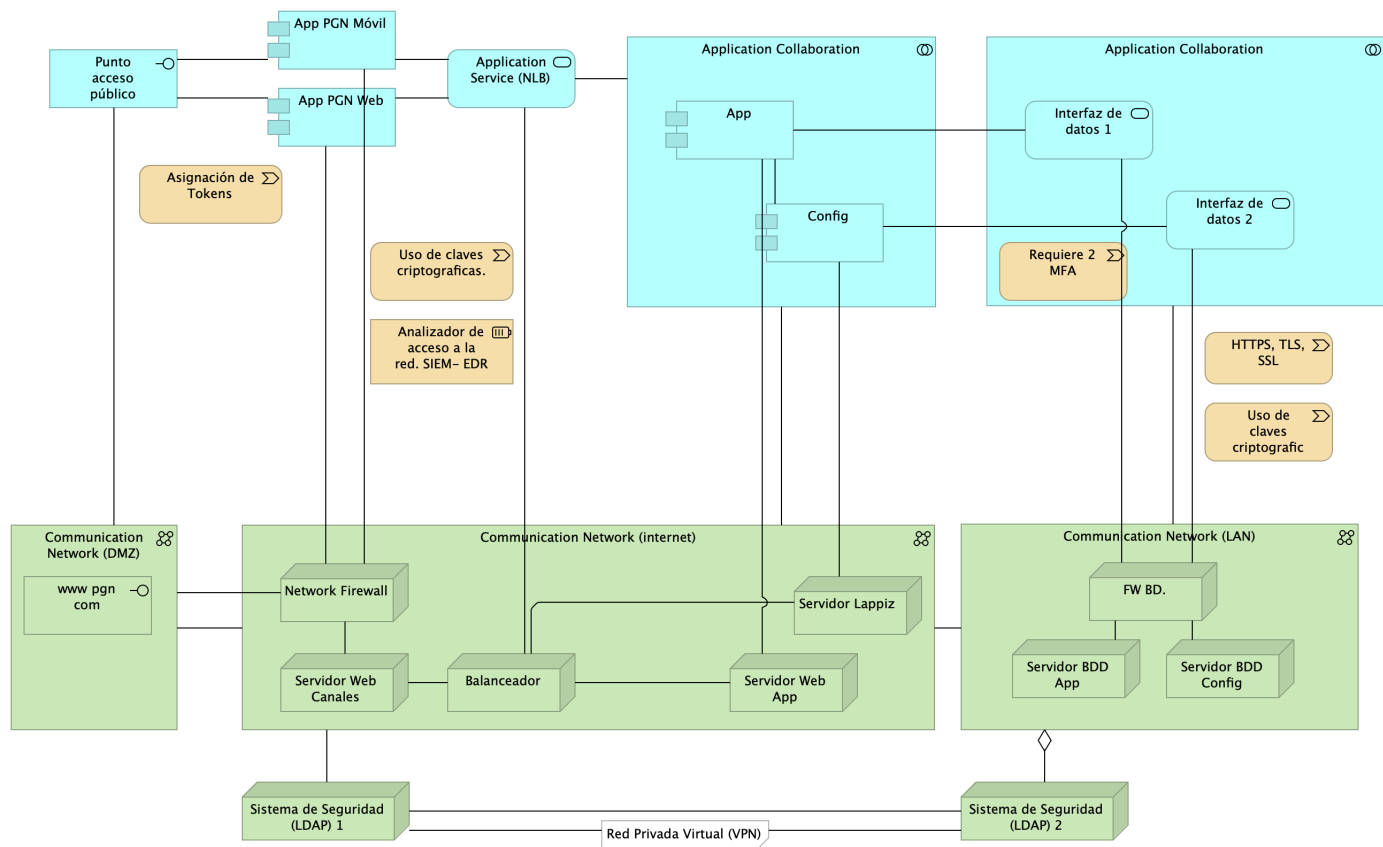 App PGN Móvil
Punto
acceso
público
Application
Service (NLB)
App PGN Web
Application Collaboration
App
Config
Application Collaboration
Interfaz de
datos 1
Interfaz de
datos 2
Asignación de
Tokens
Uso de claves
criptograficas.
Analizador de
acceso a la
red. SIEM- EDR
Requiere 2
MFA
HTTPS, TLS,
SSL
Uso de
claves
criptografic
Communication
Network (DMZ)
www pgn
com
Communication Network (internet)
Network Firewall
Servidor Lappiz
Servidor Web
Canales
Balanceador
Servidor Web
App
Communication Network (LAN)
FW BD.
Servidor BDD
App
Servidor BDD
Config
Sistema de Seguridad
(LDAP) 1
Sistema de Seguridad
(LDAP) 2
Red Privada Virtual (VPN)